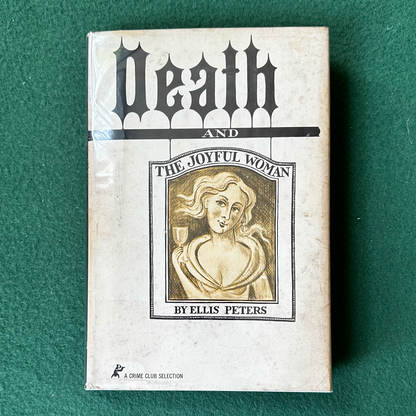 Death
AND
THE JOYFUL WOMAN
BY ELLIS PETERS
A CRIME CLUB SELECTION